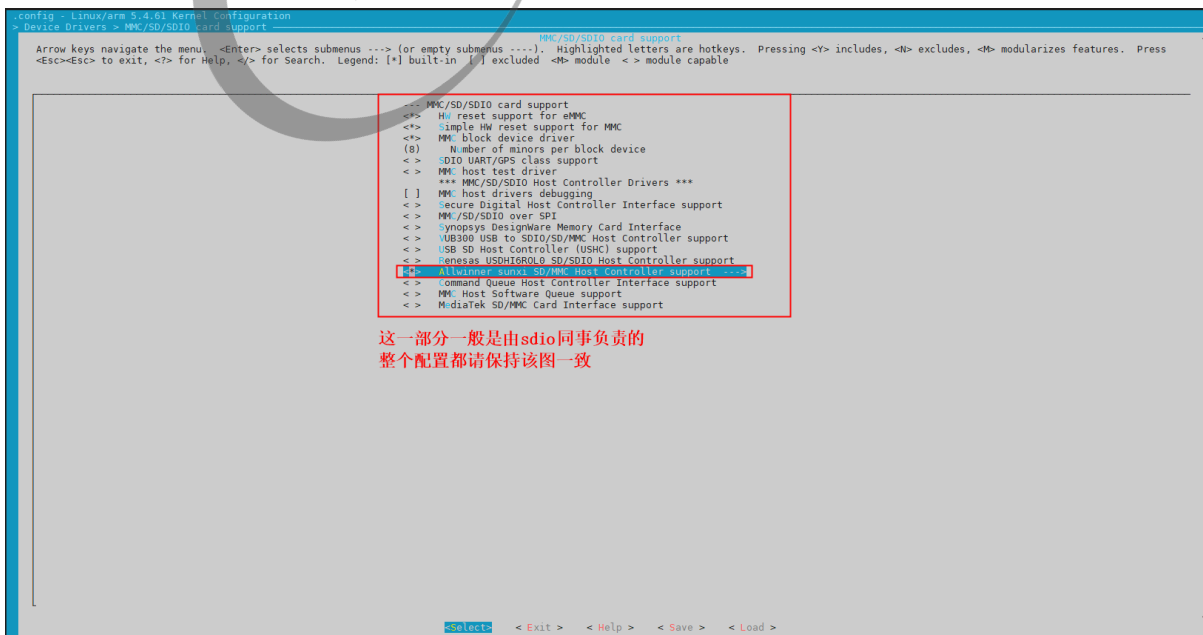 .config - Linux/arm 5.4.61 Kernel Configuration
> Device Drivers > MMC/SD/SDIO card support
MMC/SD/SDIO card support
Arrow keys navigate the menu. <Enter> selects submenus ---> (or empty submenus ----). Highlighted letters are hotkeys. Pressing <Y> includes, <N> excludes, <M> modularizes features. Press
<Esc><Esc> to exit, <?> for Help, </> for Search. Legend: [*] built-in [ ] excluded <M> module < > module capable
--- MMC/SD/SDIO card support
<*> HW reset support for eMMC
<*> Simple HW reset support for MMC
<*> MMC block device driver
(8) Number of minors per block device
< > SDIO UART/GPS class support
< > MMC host test driver
*** MMC/SD/SDIO Host Controller Drivers ***
[ ] MMC host drivers debugging
< > Secure Digital Host Controller Interface support
< > MMC/SD/SDIO over SPI
< > Synopsys DesignWare Memory Card Interface
< > VUB300 USB to SDIO/SD/MMC Host Controller support
< > USB SD Host Controller (USHC) support
< > Renesas USDHI6ROL0 SD/SDIO Host Controller support
<*> Allwinner sunxi SD/MMC Host Controller support --->
< > Command Queue Host Controller Interface support
< > MMC Host Software Queue support
< > MediaTek SD/MMC Card Interface support
这一部分一般是由sdio同事负责的
整个配置都请保持该图一致
<Select> < Exit > < Help > < Save > < Load >